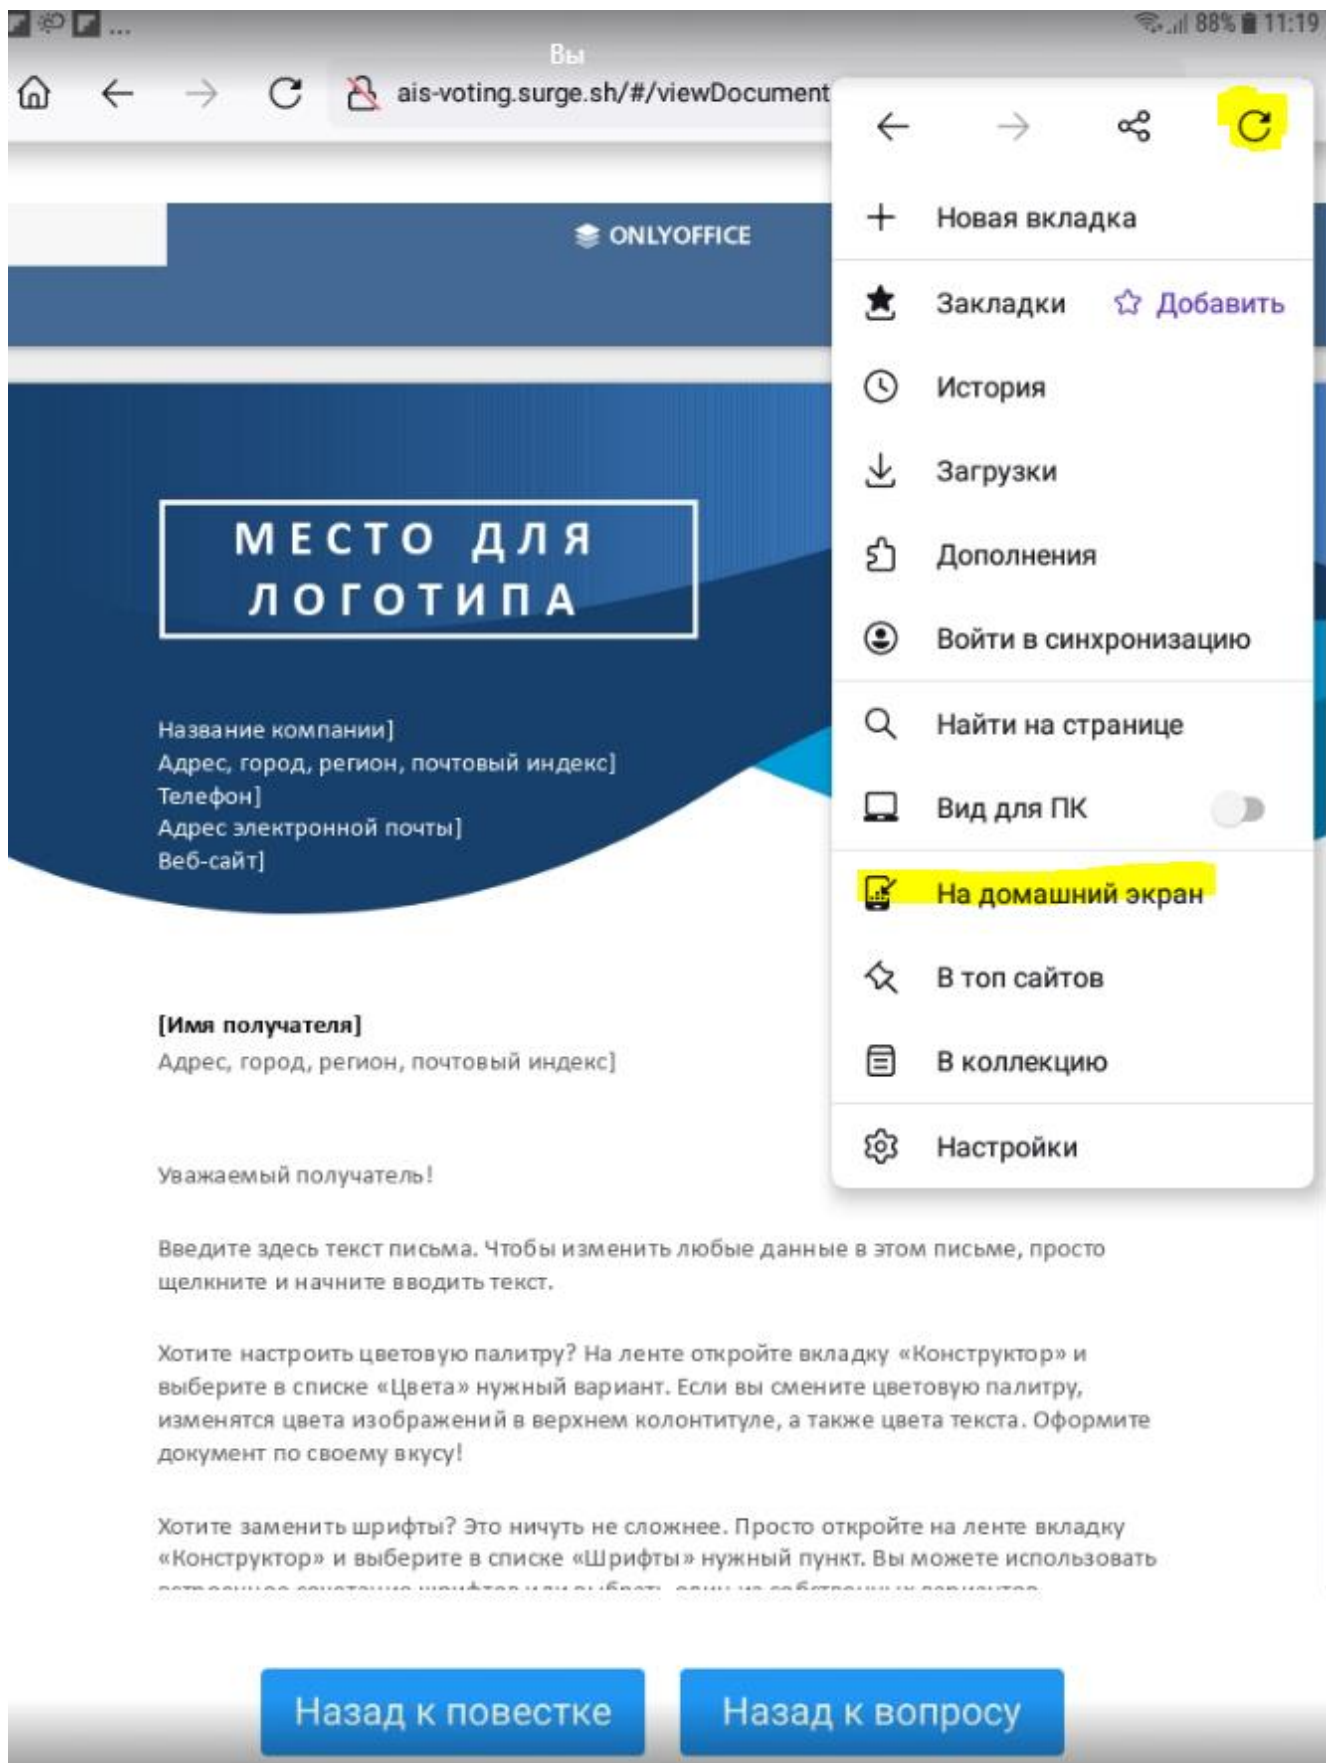 ... 88% 11:19
Вы
ais-voting.surge.sh/#/viewDocument
Новая вкладка
ONLYOFFICE
Закладки Добавить
История
Загрузки
МЕСТО ДЛЯ
ЛОГОТИПА
Дополнения
Войти в синхронизацию
Название компании]
Адрес, город, регион, почтовый индекс]
Телефон]
Адрес электронной почты]
Веб-сайт]
Найти на странице
Вид для ПК
На домашний экран
В топ сайтов
В коллекцию
Настройки
[Имя получателя]
Адрес, город, регион, почтовый индекс]
Уважаемый получатель!
Введите здесь текст письма. Чтобы изменить любые данные в этом письме, просто
щелкните и начните вводить текст.
Хотите настроить цветовую палитру? На ленте откройте вкладку «Конструктор» и
выберите в списке «Цвета» нужный вариант. Если вы смените цветовую палитру,
изменятся цвета изображений в верхнем колонтитуле, а также цвета текста. Оформите
документ по своему вкусу!
Хотите заменить шрифты? Это ничуть не сложнее. Просто откройте на ленте вкладку
«Конструктор» и выберите в списке «Шрифты» нужный пункт. Вы можете использовать
Назад к повестке Назад к вопросу